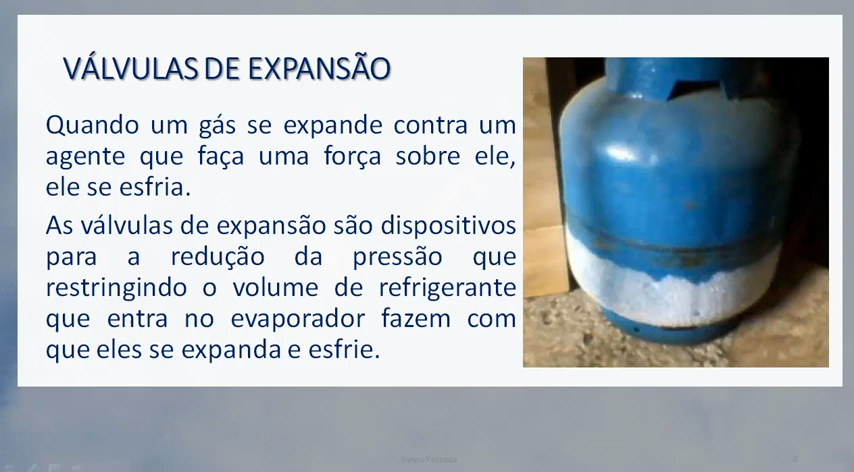 VÁLVULAS DE EXPANSÃO
Quando um gás se expande contra um
agente que faça uma força sobre ele,
ele se esfria.
As válvulas de expansão são dispositivos
para a redução da pressão que
restringindo o volume de refrigerante
que entra no evaporador fazem com
que eles se expanda e esfrie.